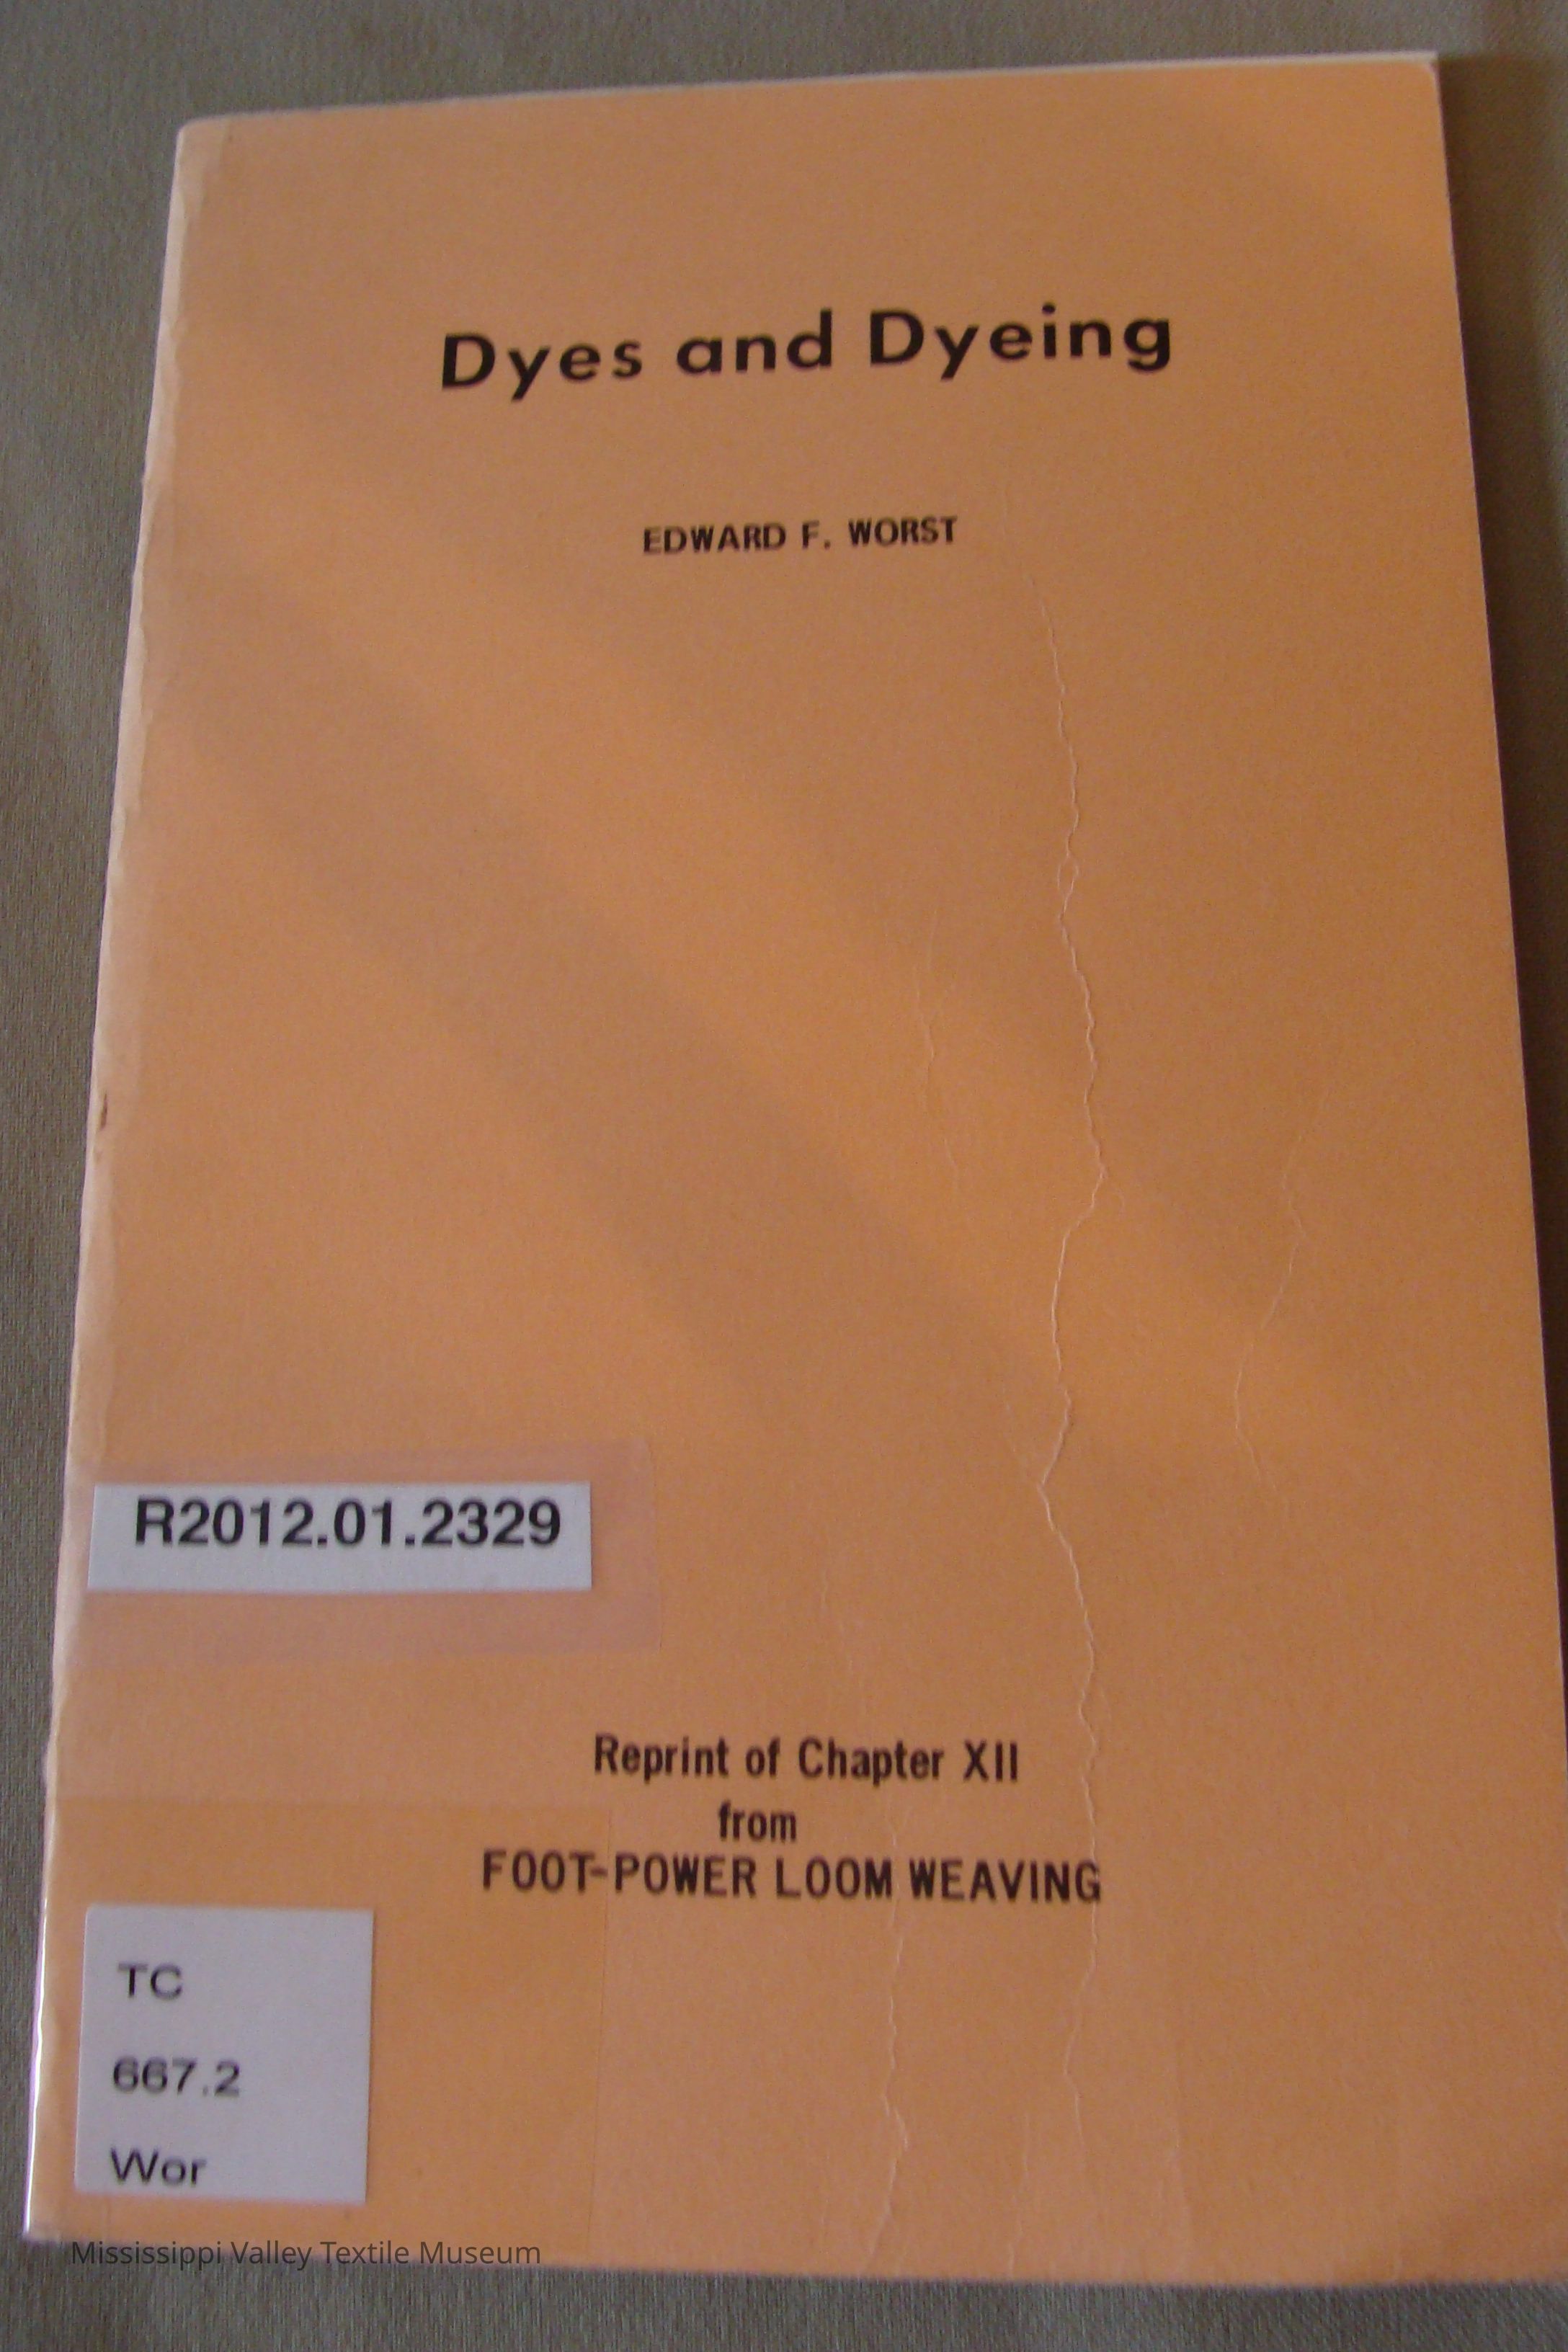 Dyes and Dyeing
EDWARD F. WORST
R2012.01.2329
Reprint of Chapter XII
from
FOOT-POWER LOOM WEAVING
TC
667.2
Wor
Mississippi Valley Textile Museum